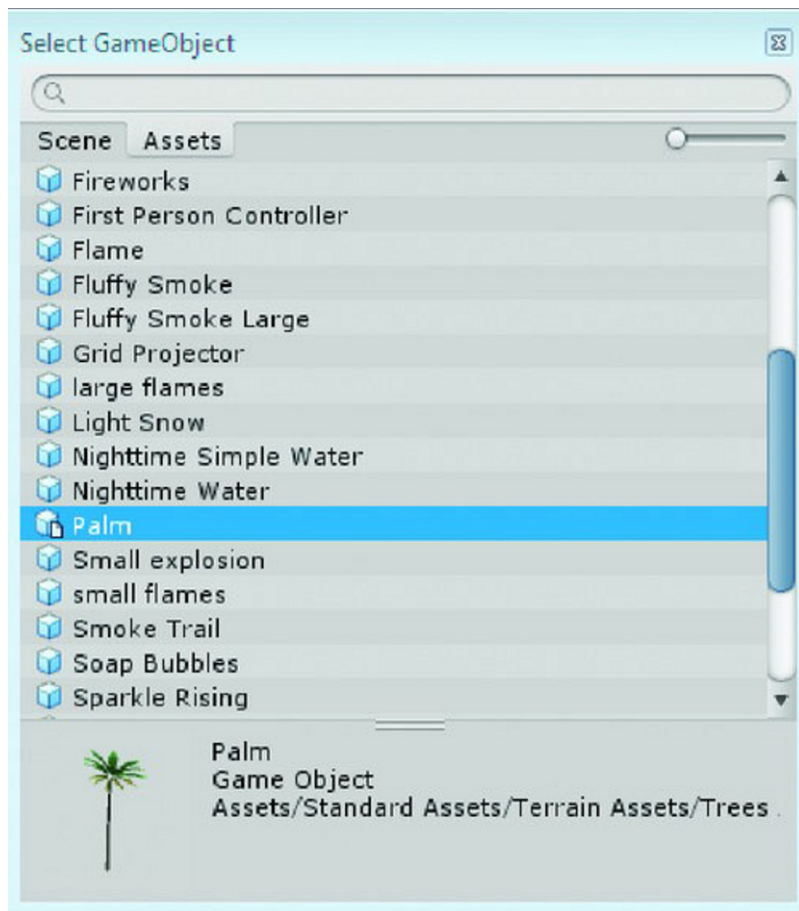 Select GameObject
Scene Assets
Fireworks
First Person Controller
Flame
Fluffy Smoke
Fluffy Smoke Large
Grid Projector
large flames
Light Snow
Nighttime Simple Water
Nighttime Water
Palm
Small explosion
small flames
Smoke Trail
Soap Bubbles
Sparkle Rising
Palm
Game Object
Assets/Standard Assets/Terrain Assets/Trees .